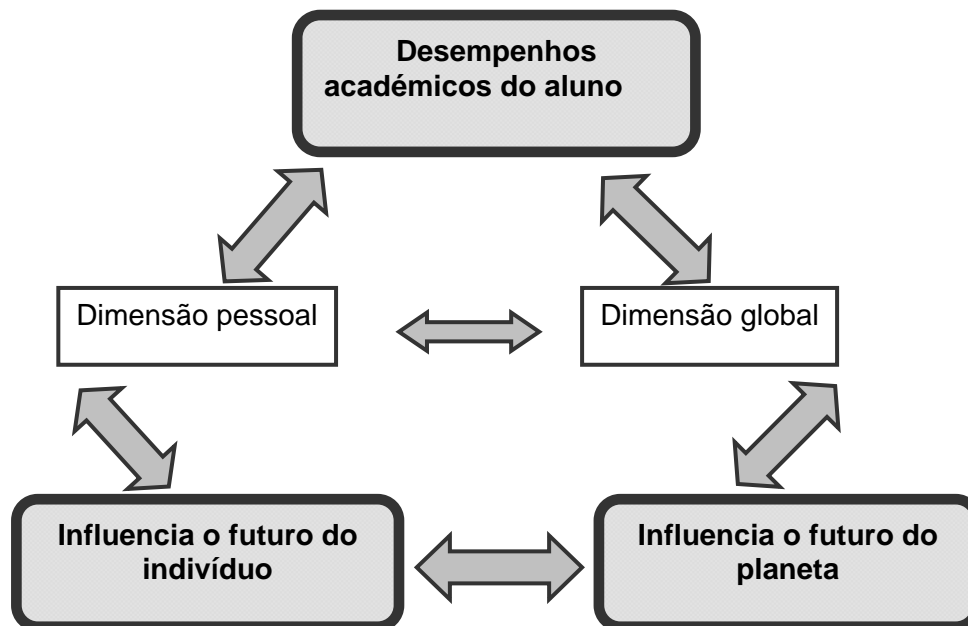 Desempenhos
académicos do aluno
Dimensão pessoal
Dimensão global
Influencia o futuro do
indivíduo
Influencia o futuro do
planeta